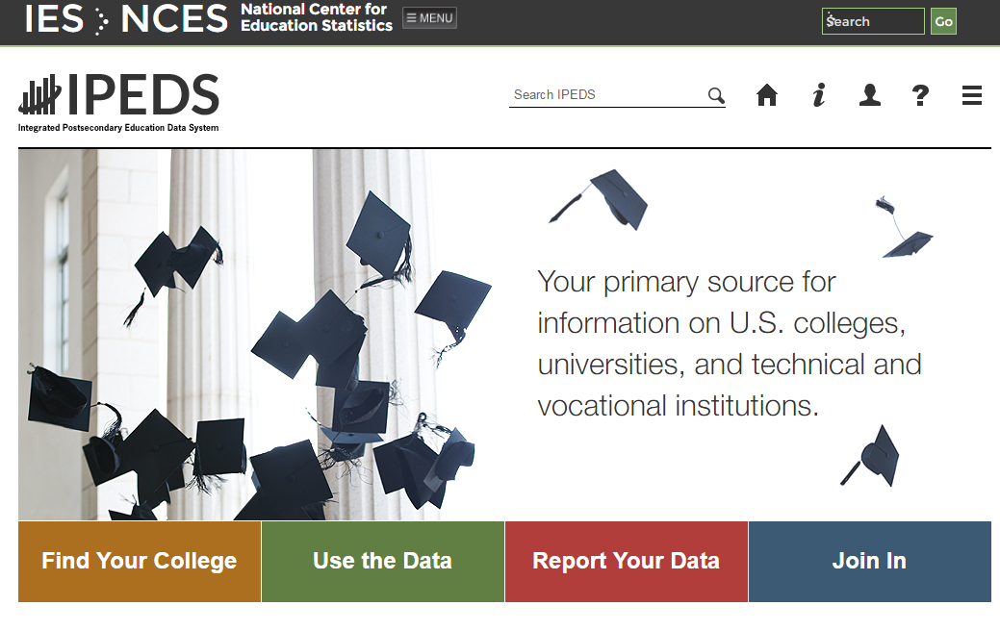 IES NCES
National Center for
Education Statistics
MENU
Search
Go
IPEDS
Integrated Postsecondary Education Data System
Search IPEDS
Your primary source for
information on U.S. colleges,
universities, and technical and
vocational institutions.
Find Your College
Use the Data
Report Your Data
Join In